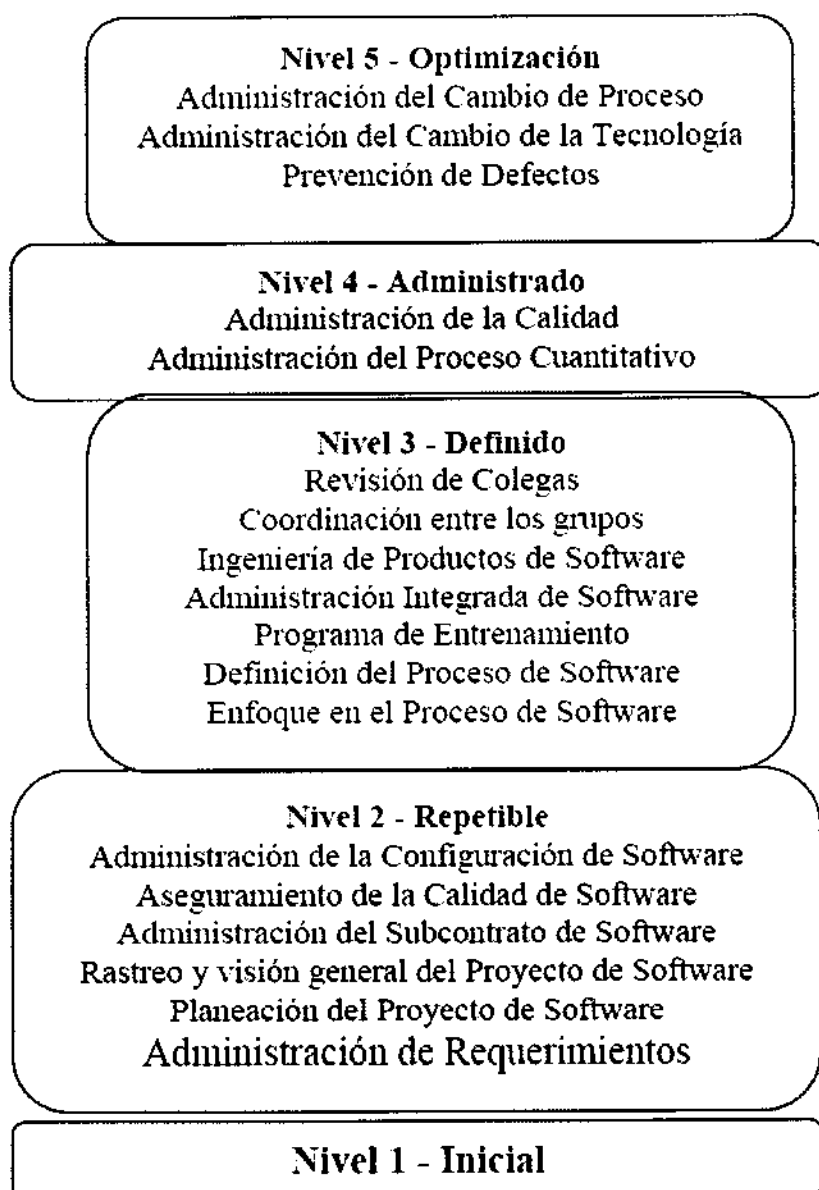 Nivel 5 - Optimización
Administración del Cambio de Proceso
Administración del Cambio de la Tecnología
Prevención de Defectos
Nivel 4 - Administrado
Administración de la Calidad
Administración del Proceso Cuantitativo
Nivel 3 - Definido
Revisión de Colegas
Coordinación entre los grupos
Ingeniería de Productos de Software
Administración Integrada de Software
Programa de Entrenamiento
Definición del Proceso de Software
Enfoque en el Proceso de Software
Nivel 2 - Repetible
Administración de la Configuración de Software
Aseguramiento de la Calidad de Software
Administración del Subcontrato de Software
Rastreo y visión general del Proyecto de Software
Planeación del Proyecto de Software
Administración de Requerimientos
Nivel 1 - Inicial